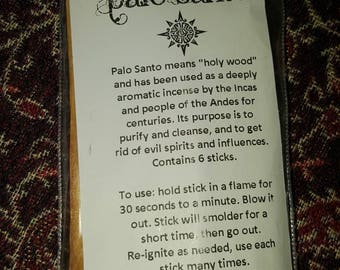 Palo Santo
Palo Santo means "holy wood"
and has been used as a deeply
aromatic incense by the Incas
and people of the Andes for
centuries. Its purpose is to
purify and cleanse, and to get
rid of evil spirits and influences.
Contains 6 sticks.
To use: hold stick in a flame for
30 seconds to a minute. Blow it
out. Stick will smolder for a
short time, then go out.
Re-ignite as needed, use each
stick many times.